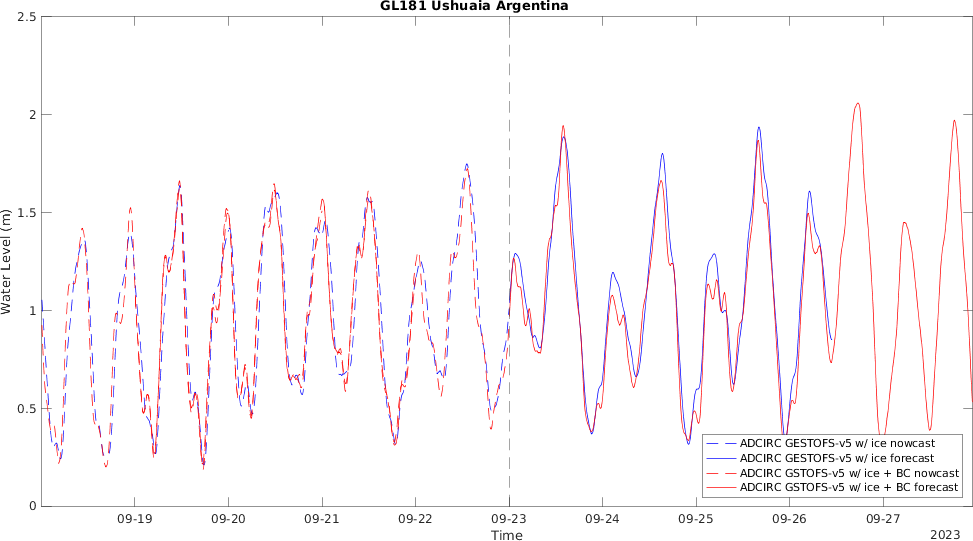 GL181 Ushuaia Argentina
2.5
2
1.5
1
0.5
0
Water Level (m)
09-19 09-20 09-21 09-22 09-23 09-24 09-25 09-26 09-27
Time
2023
ADCIRC GESTOFS-v5 w/ ice nowcast
ADCIRC GESTOFS-v5 w/ ice forecast
ADCIRC GSTOFS-v5 w/ ice + BC nowcast
ADCIRC GSTOFS-v5 w/ ice + BC forecast